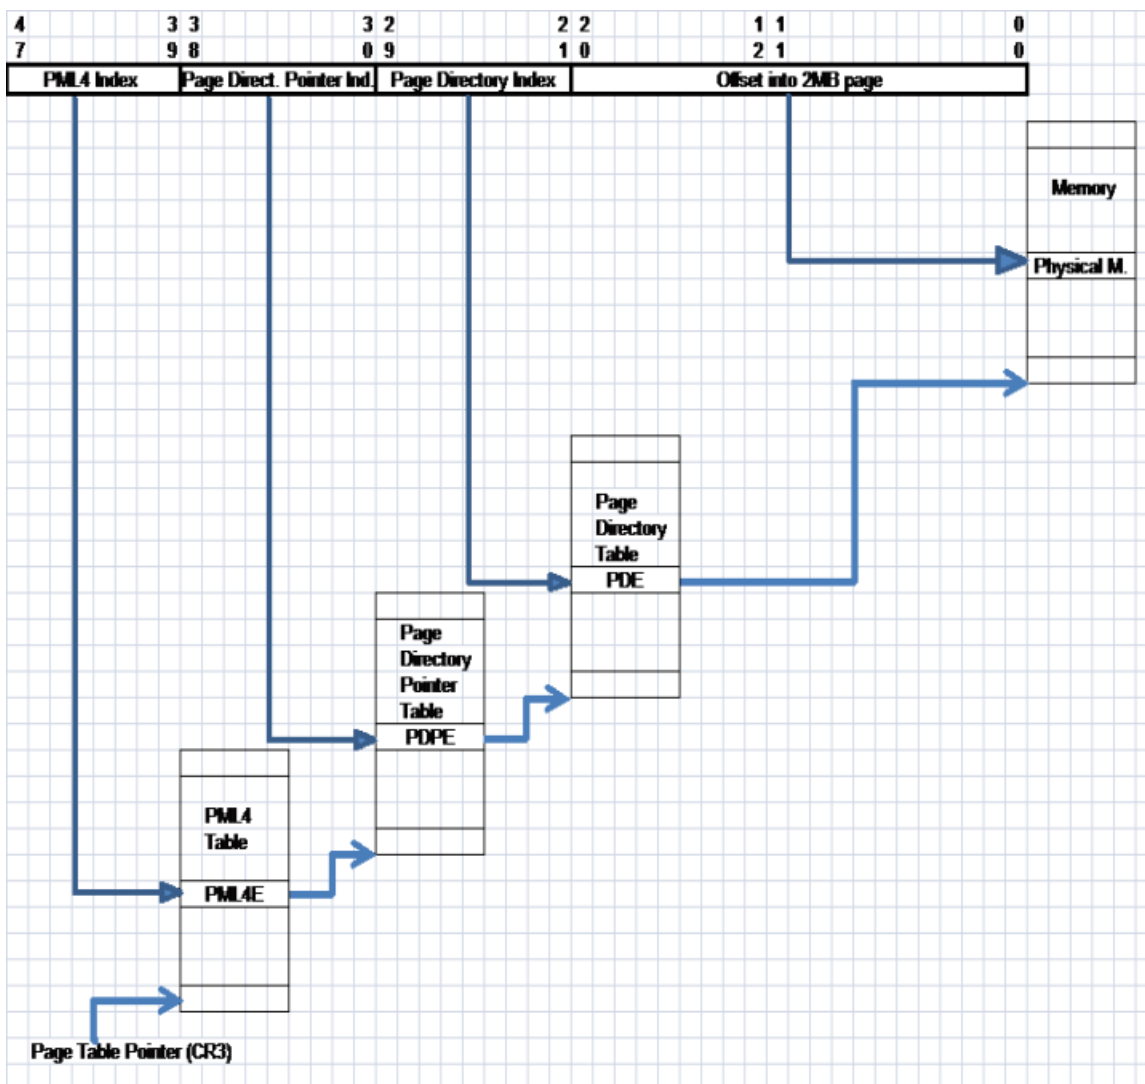 4 3 3 3 2 2 2 1 1 0
7 9 8 0 9 1 0 2 1 0
PML4 Index Page Direct. Pointer Ind. Page Directory Index Offset into 2MB page
Memory
Physical M.
Page
Directory
Table
PDE
Page
Directory
Pointer
Table
PDPE
PML4
Table
PML4E
Page Table Pointer (CR3)